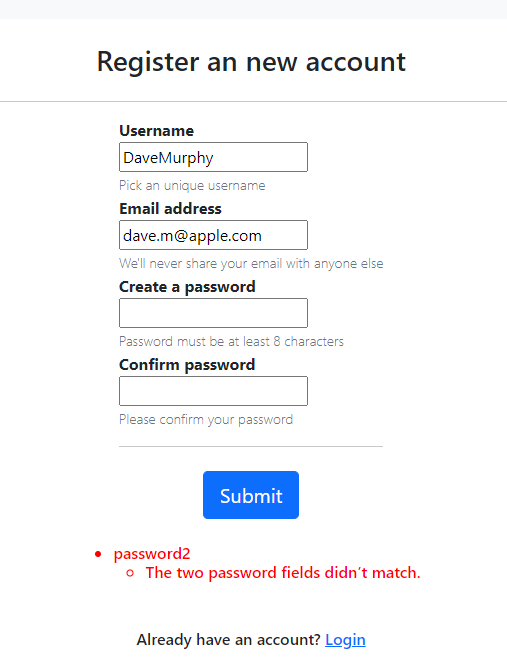 Register an new account
Username
DaveMurphy
Pick an unique username
Email address
dave.m@apple.com
We'll never share your email with anyone else
Create a password
Password must be at least 8 characters
Confirm password
Please confirm your password
Submit
password2
The two password fields didn’t match.
Already have an account? Login